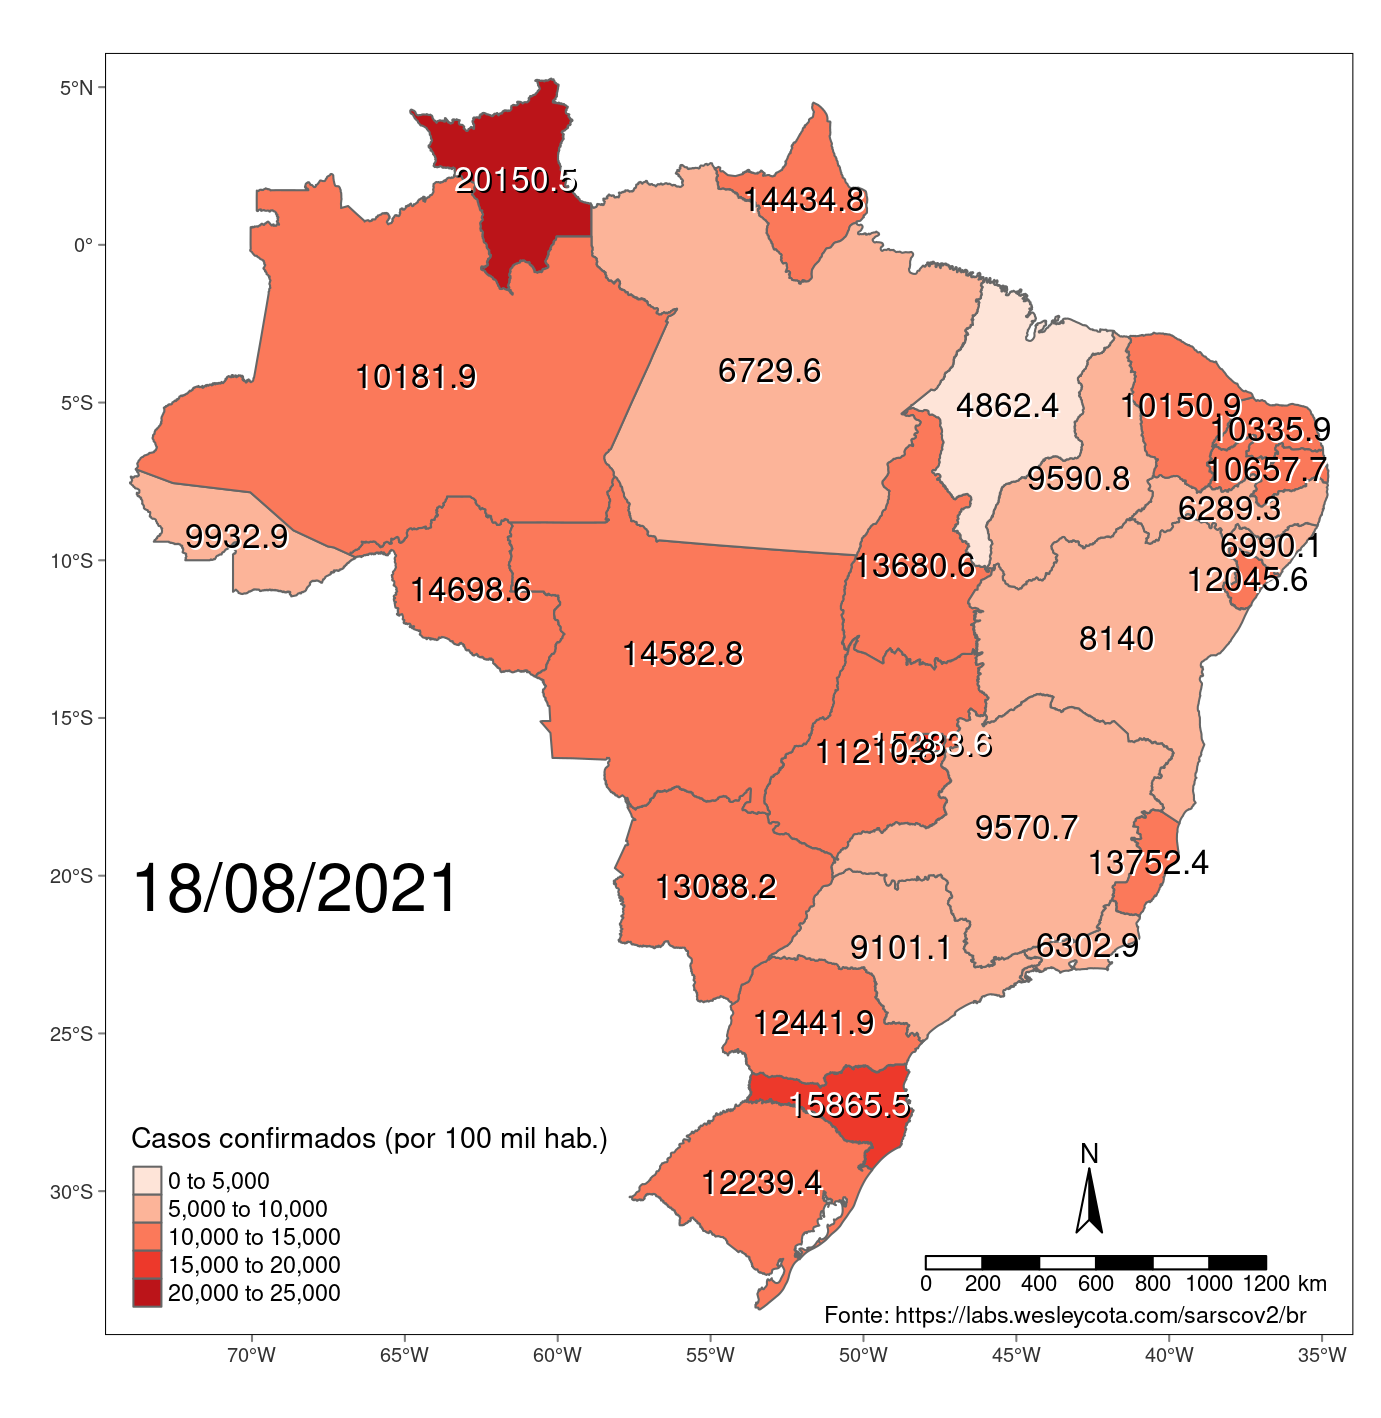 5°N
0°
5°S
10°S
15°S
20°S
25°S
30°S
20150.5
14434.8
10181.9
6729.6
4862.4
10150.9
10335.9
10657.7
9590.8
6289.3
6990.1
12045.6
9932.9
14698.6
13680.6
8140
14582.8
11210.8
9570.7
13752.4
13088.2
9101.1
6302.9
12441.9
15865.5
12239.4
18/08/2021
Casos confirmados (por 100 mil hab.)
0 to 5,000
5,000 to 10,000
10,000 to 15,000
15,000 to 20,000
20,000 to 25,000
N
0 200 400 600 800 1000 1200 km
Fonte: https://labs.wesleycota.com/sarscov2/br
70°W 65°W 60°W 55°W 50°W 45°W 40°W 35°W